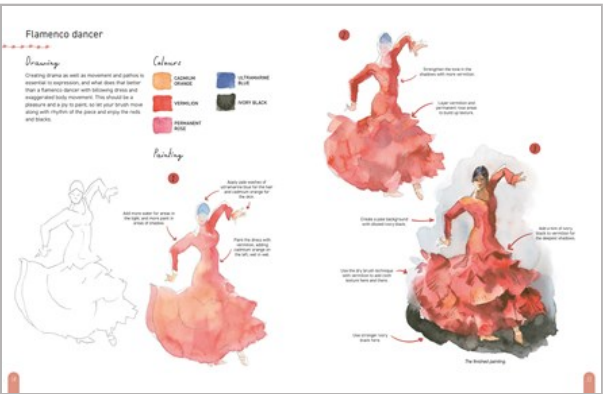 Flamenco dancer
Drawing
Creating drama as well as movement and pathos is
essential to expression, and what does that better
than a flamenco dancer with billowing dress and
exaggerated body movement. This should be a
pleasure and a joy to paint, so let your brush move
along with rhythm of the piece and enjoy the reds
and blacks.
Colours
CADMIUM
ORANGE
ULTRAMARINE
BLUE
VERMILION
IVORY BLACK
PERMANENT
ROSE
Painting
1
Apply pale washes of
ultramarine blue for the hair
and cadmium orange for
the skin.
Add more water for areas in
the light, and more paint in
areas of shadow.
Paint the dress with
vermilion, adding
cadmium orange on
the left, wet in wet.
2
Strengthen the tone in the
shadows with more vermilion.
Layer vermilion and
permanent rose areas
to build up texture.
3
Create a pale background
with diluted ivory black.
Add a hint of ivory
black to vermilion for
the deepest shadows.
Use the dry brush technique
with vermilion to add cloth
texture here and there.
Use stronger ivory
black here.
The finished painting